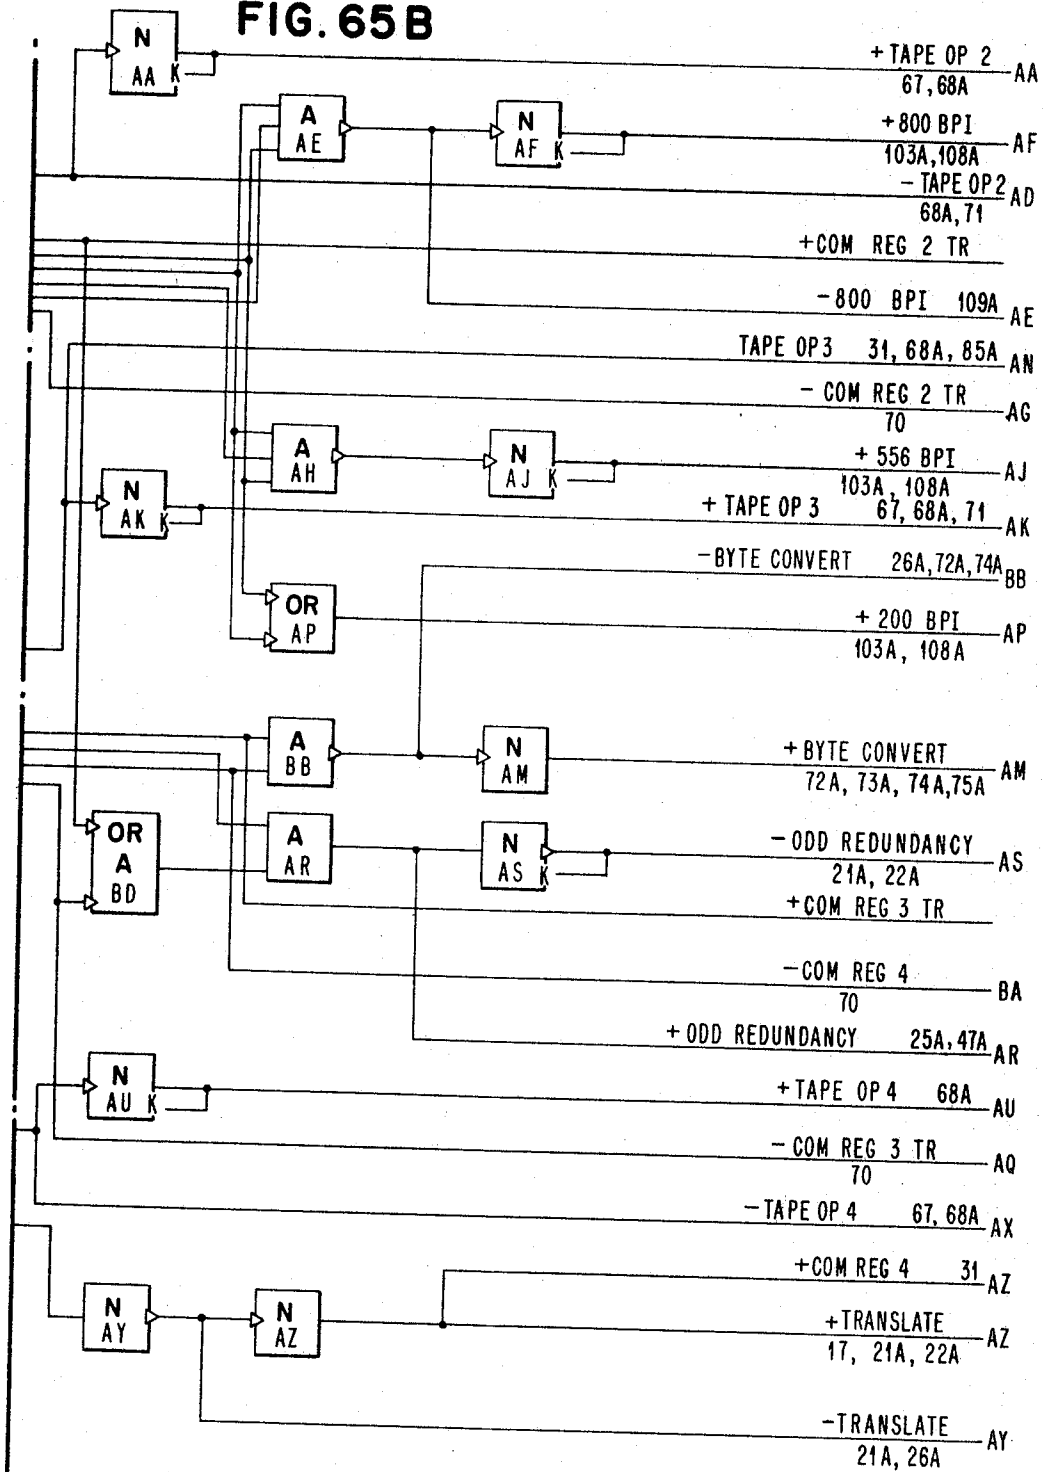 FIG. 65B
N
AA K
+ TAPE OP 2 AA
67, 68A
A
AE
N
AF K
+800 BPI AF
103A, 108A
- TAPE OP2 AD
68A, 71
+COM REG 2 TR
-800 BPI 109A AE
TAPE OP3 31, 68A, 85A AN
- COM REG 2 TR AG
70
A
AH
N
AJ K
+ 556 BPI AJ
103A, 108A
N
AK K
+ TAPE OP 3 67, 68A, 71 AK
-BYTE CONVERT 26A, 72A, 74A BB
OR
AP
+ 200 BPI AP
103A, 108A
A
BB
N
AM
+BYTE CONVERT AM
72A, 73A, 74A, 75A
OR
A
BD
A
AR
N
AS K
-ODD REDUNDANCY AS
21A, 22A
+COM REG 3 TR
-COM REG 4 BA
70
+ODD REDUNDANCY 25A, 47A AR
N
AU K
+TAPE OP 4 68A AU
- COM REG 3 TR AQ
70
-TAPE OP 4 67, 68A AX
+COM REG 4 31 AZ
N
AY
N
AZ
+TRANSLATE AZ
17, 21A, 22A
-TRANSLATE AY
21A, 26A